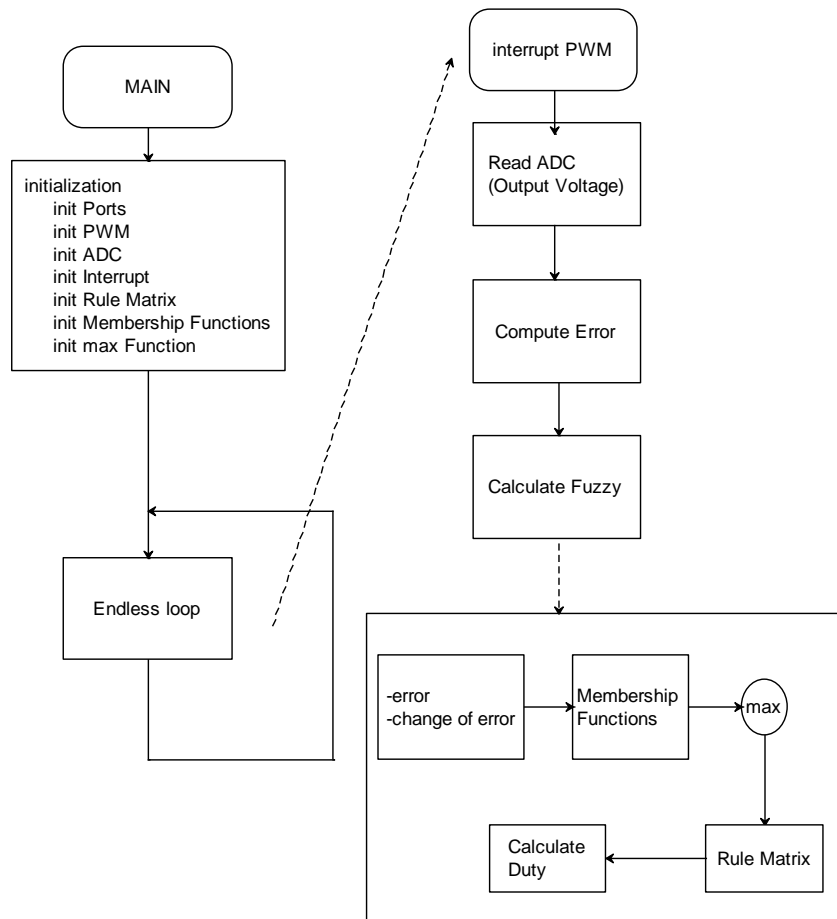 MAIN
initialization
init Ports
init PWM
init ADC
init Interrupt
init Rule Matrix
init Membership Functions
init max Function
Endless loop
interrupt PWM
Read ADC
(Output Voltage)
Compute Error
Calculate Fuzzy
-error
-change of error
Membership
Functions
max
Rule Matrix
Calculate
Duty